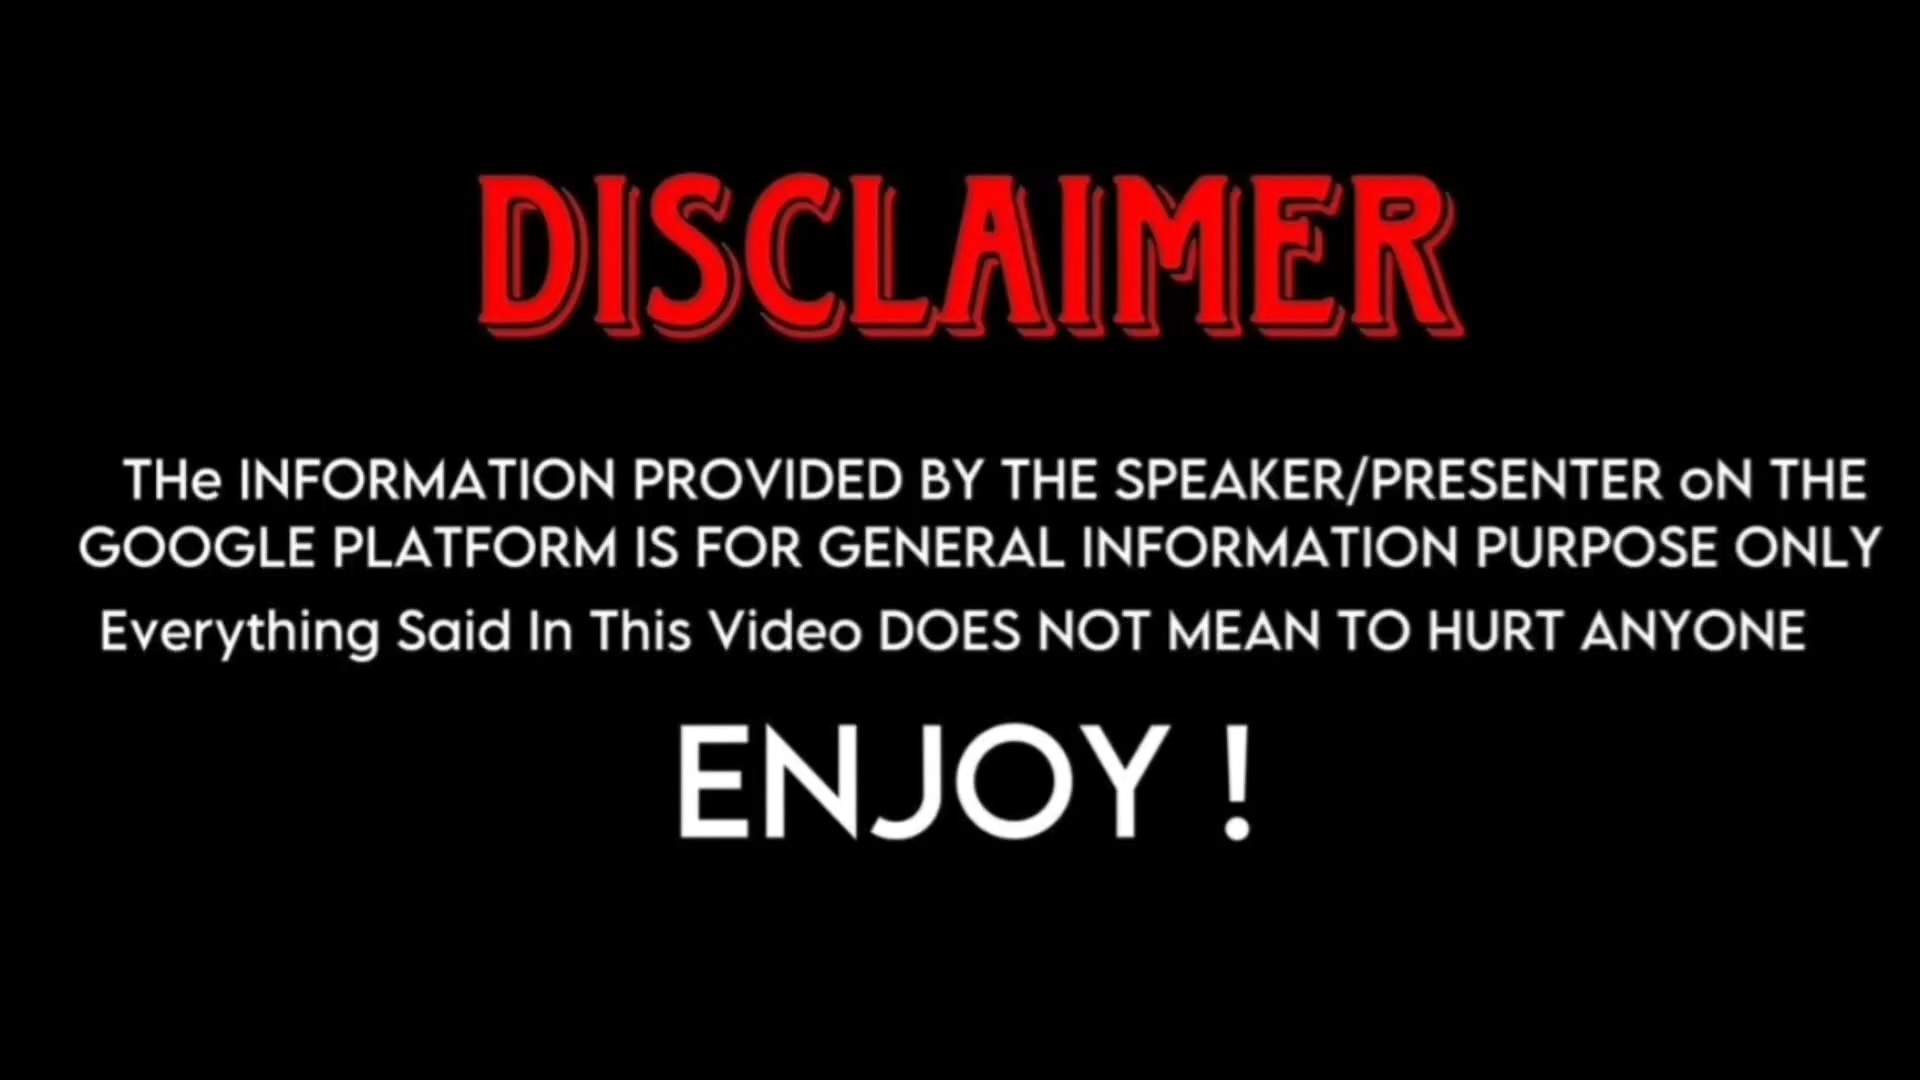 DISCLAIMER
THe INFORMATION PROVIDED BY THE SPEAKER/PRESENTER oN THE
GOOGLE PLATFORM IS FOR GENERAL INFORMATION PURPOSE ONLY
Everything Said In This Video DOES NOT MEAN TO HURT ANYONE
ENJOY !